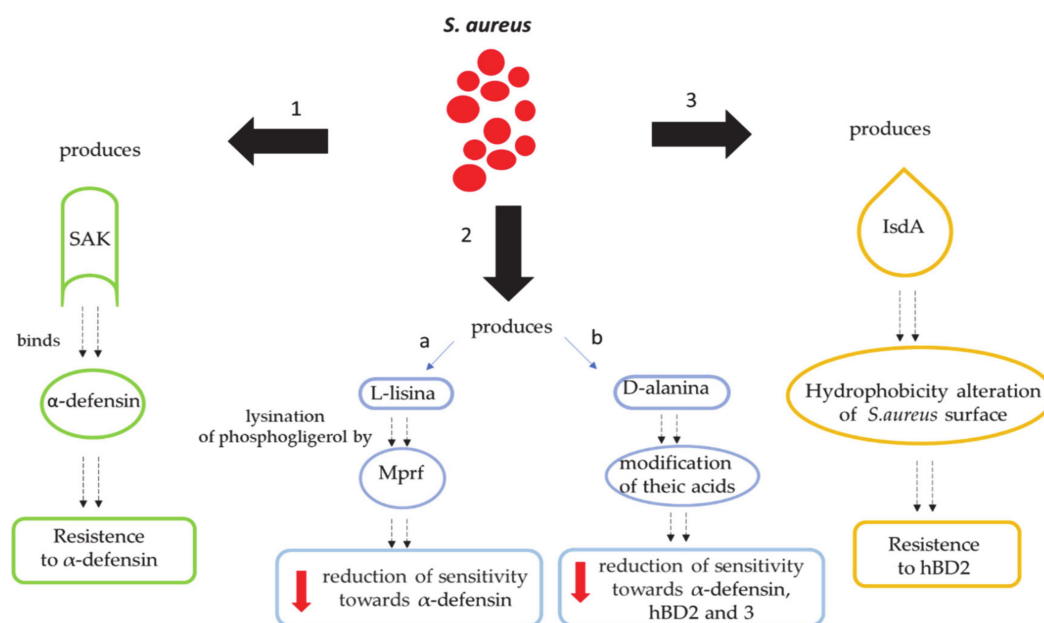 S. aureus
1
produces
SAK
binds
α-defensin
Resistence
to α-defensin
2
produces
a
L-lisina
lysination
of phosphogligerol by
Mprf
reduction of sensitivity
towards α-defensin
b
D-alanina
modification
of theic acids
reduction of sensitivity
towards α-defensin,
hBD2 and 3
3
produces
IsdA
Hydrophobicity alteration
of S.aureus surface
Resistence
to hBD2